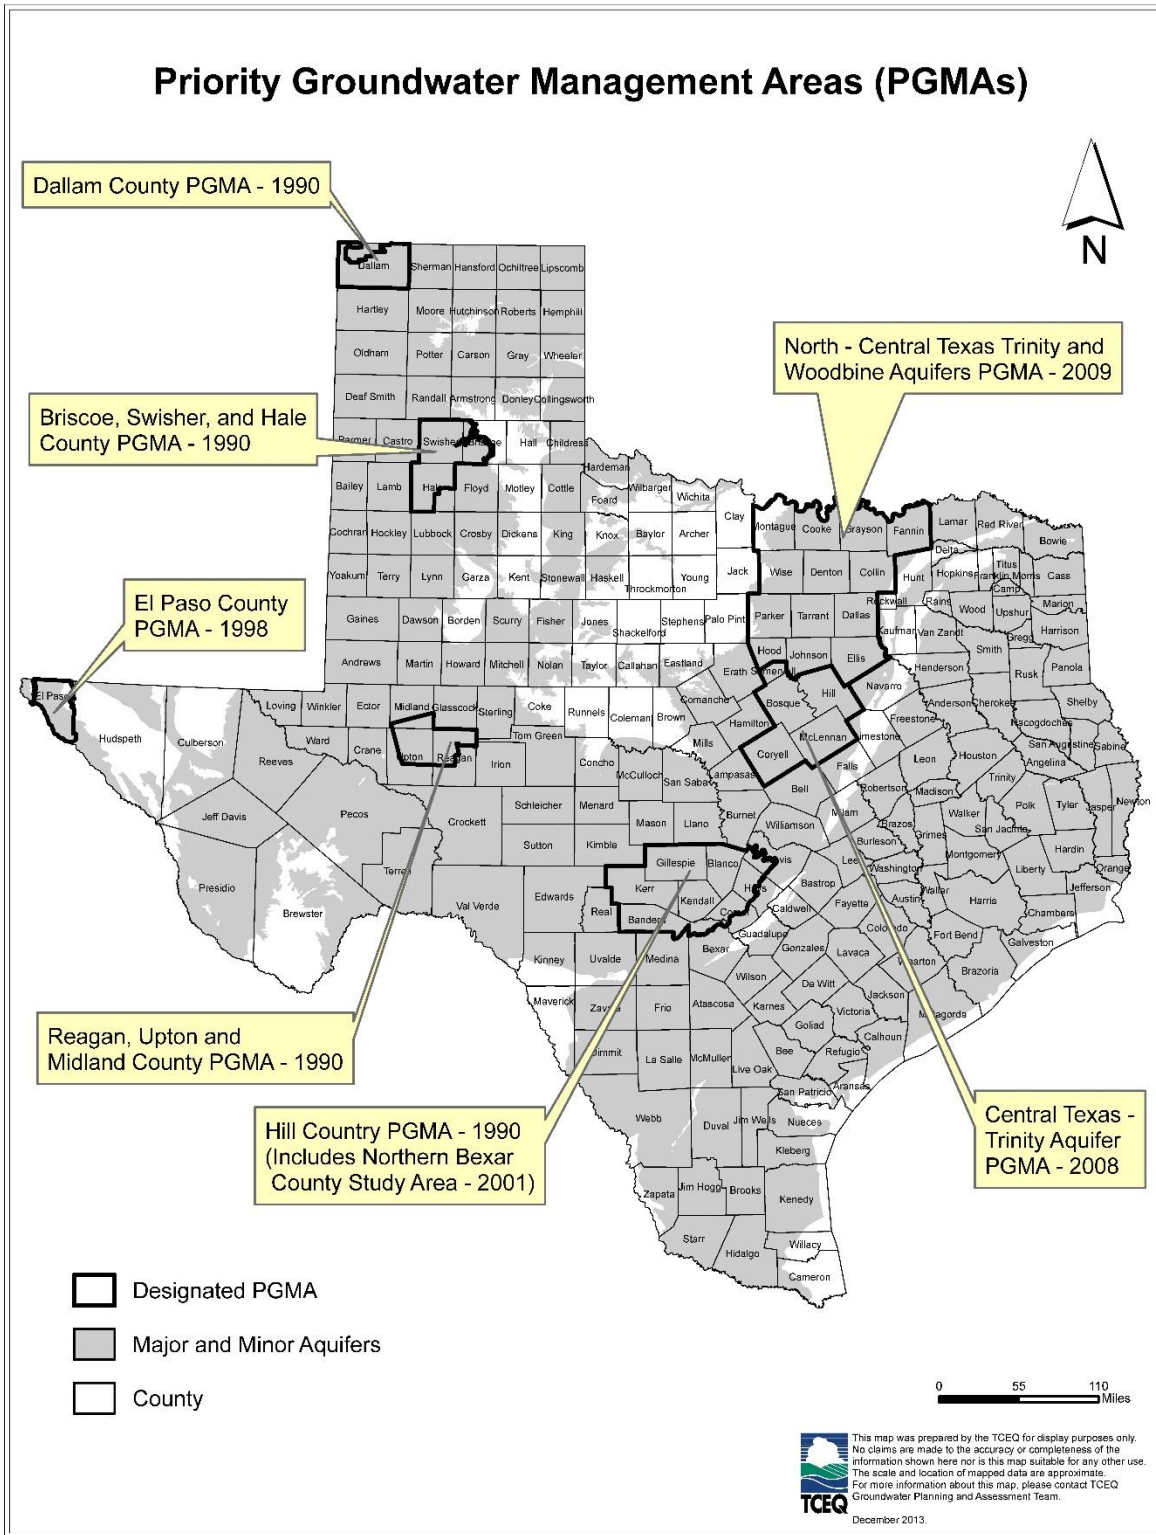 Priority Groundwater Management Areas (PGMAs)
Dallam County PGMA - 1990
N
Dallam Sherman Hansford Ochiltree Lipscomb
Hartley Moore Hutchinson Roberts Hemphill
North - Central Texas Trinity and
Woodbine Aquifers PGMA - 2009
Oldham Potter Carson Gray Wheeler
Deaf Smith Randall Armstrong Donley Collingsworth
Briscoe, Swisher, and Hale
County PGMA - 1990
Castro Swisher Hall Childress
Hardeman
Bailey Lamb Hale Floyd Motley Cottle Foard Wilbarger Wichita
Clay Montague Cooke Grayson Fannin Lamar Red River Bowie
Cochran Hockley Lubbock Crosby Dickens King Knox Baylor Archer
Delta Titus
Jack Wise Denton Collin Hunt Hopkins Franklin Morris Cass
Yoakum Terry Lynn Garza Kent Stonewall Haskell Throckmorton Young
Camp
El Paso County
PGMA - 1998
Rockwall Rains Wood Upshur Marion
Gaines Dawson Borden Scurry Fisher Jones Shackelford Stephens Palo Pint Parker Tarrant Dallas
Kaufman Van Zandt Gregg Harrison
Smith
Andrews Martin Howard Mitchell Nolan Taylor Callahan Eastland Hood Johnson Ellis
Erath Henderson Rusk Panola
El Paso
Loving Winkler Ector Midland Glasscock Sterling Coke Runnels Coleman Brown Comanche Bosque Hill Navarro
Anderson Cherokee Shelby
Hudspeth Culberson Reeves Ward Crane Upton Reagan Irion Tom Green Concho
Hamilton McLennan Freestone Nacogdoches
Mills Coryell Limestone San Augustine Sabine
Falls Leon Houston Angelina
McCulloch San Saba Lampasas Bell Robertson Madison Trinity
Jeff Davis Pecos Crockett Schleicher Menard
Mason Llano Burnet Williamson Milam Brazos Walker Polk Tyler Jasper Newton
Burleson Grimes San Jacinto
Sutton Kimble Gillespie Blanco Lee Washington Montgomery Hardin
Terrell Liberty Orange
Presidio Brewster Val Verde Edwards Real Kerr Kendall Hays Bastrop Austin Waller Harris Jefferson
Bandera Comal Caldwell Fayette Chambers
Guadalupe Colorado Fort Bend Galveston
Kinney Uvalde Medina Bexar Gonzales Lavaca Wharton Brazoria
Wilson De Witt
Maverick Zavala Frio Atascosa Karnes Jackson Matagorda
Victoria
Goliad Calhoun
Reagan, Upton and
Midland County PGMA - 1990
Dimmit La Salle McMullen Live Oak Bee Refugio
Aransas
San Patricio
Hill Country PGMA - 1990
(Includes Northern Bexar
County Study Area - 2001)
Webb Duval Jim Wells Nueces
Kleberg
Central Texas -
Trinity Aquifer
PGMA - 2008
Zapata Jim Hogg Brooks Kenedy
Starr Hidalgo Willacy
Cameron
Designated PGMA
Major and Minor Aquifers
County
0 55 110
Miles
TCEQ
This map was prepared by the TCEQ for display purposes only.
No claims are made to the accuracy or completeness of the
information shown here nor is this map suitable for any other use.
The scale and location of mapped data are approximate.
For more information about this map, please contact TCEQ
Groundwater Planning and Assessment Team.
December 2013.